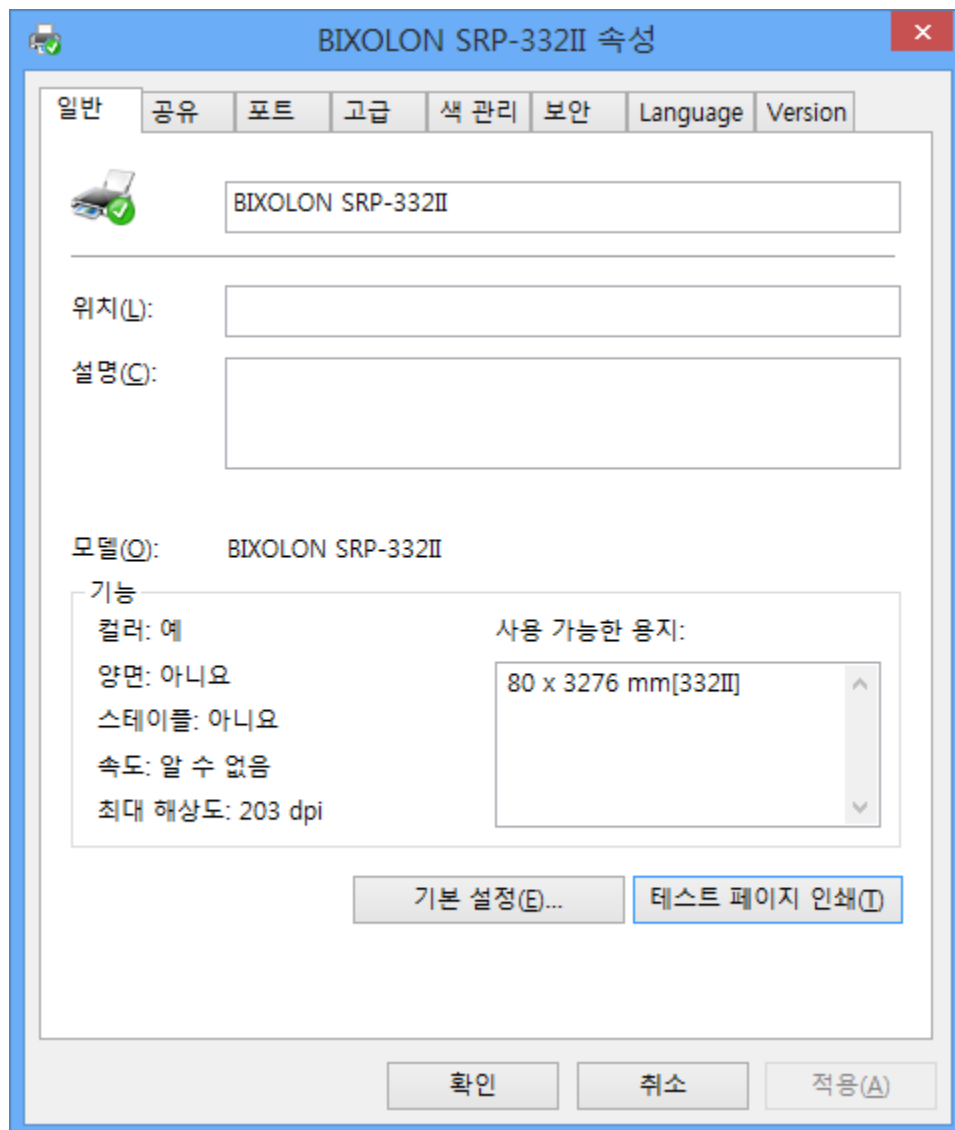 BIXOLON SRP-332II 속성
일반 공유 포트 고급 색 관리 보안 Language Version
BIXOLON SRP-332II
위치(L):
설명(C):
모델(O): BIXOLON SRP-332II
기능
컬러: 예
양면: 아니요
스테이플: 아니요
속도: 알 수 없음
최대 해상도: 203 dpi
사용 가능한 용지:
80 x 3276 mm[332II]
기본 설정(E)... 테스트 페이지 인쇄(T)
확인 취소 적용(A)